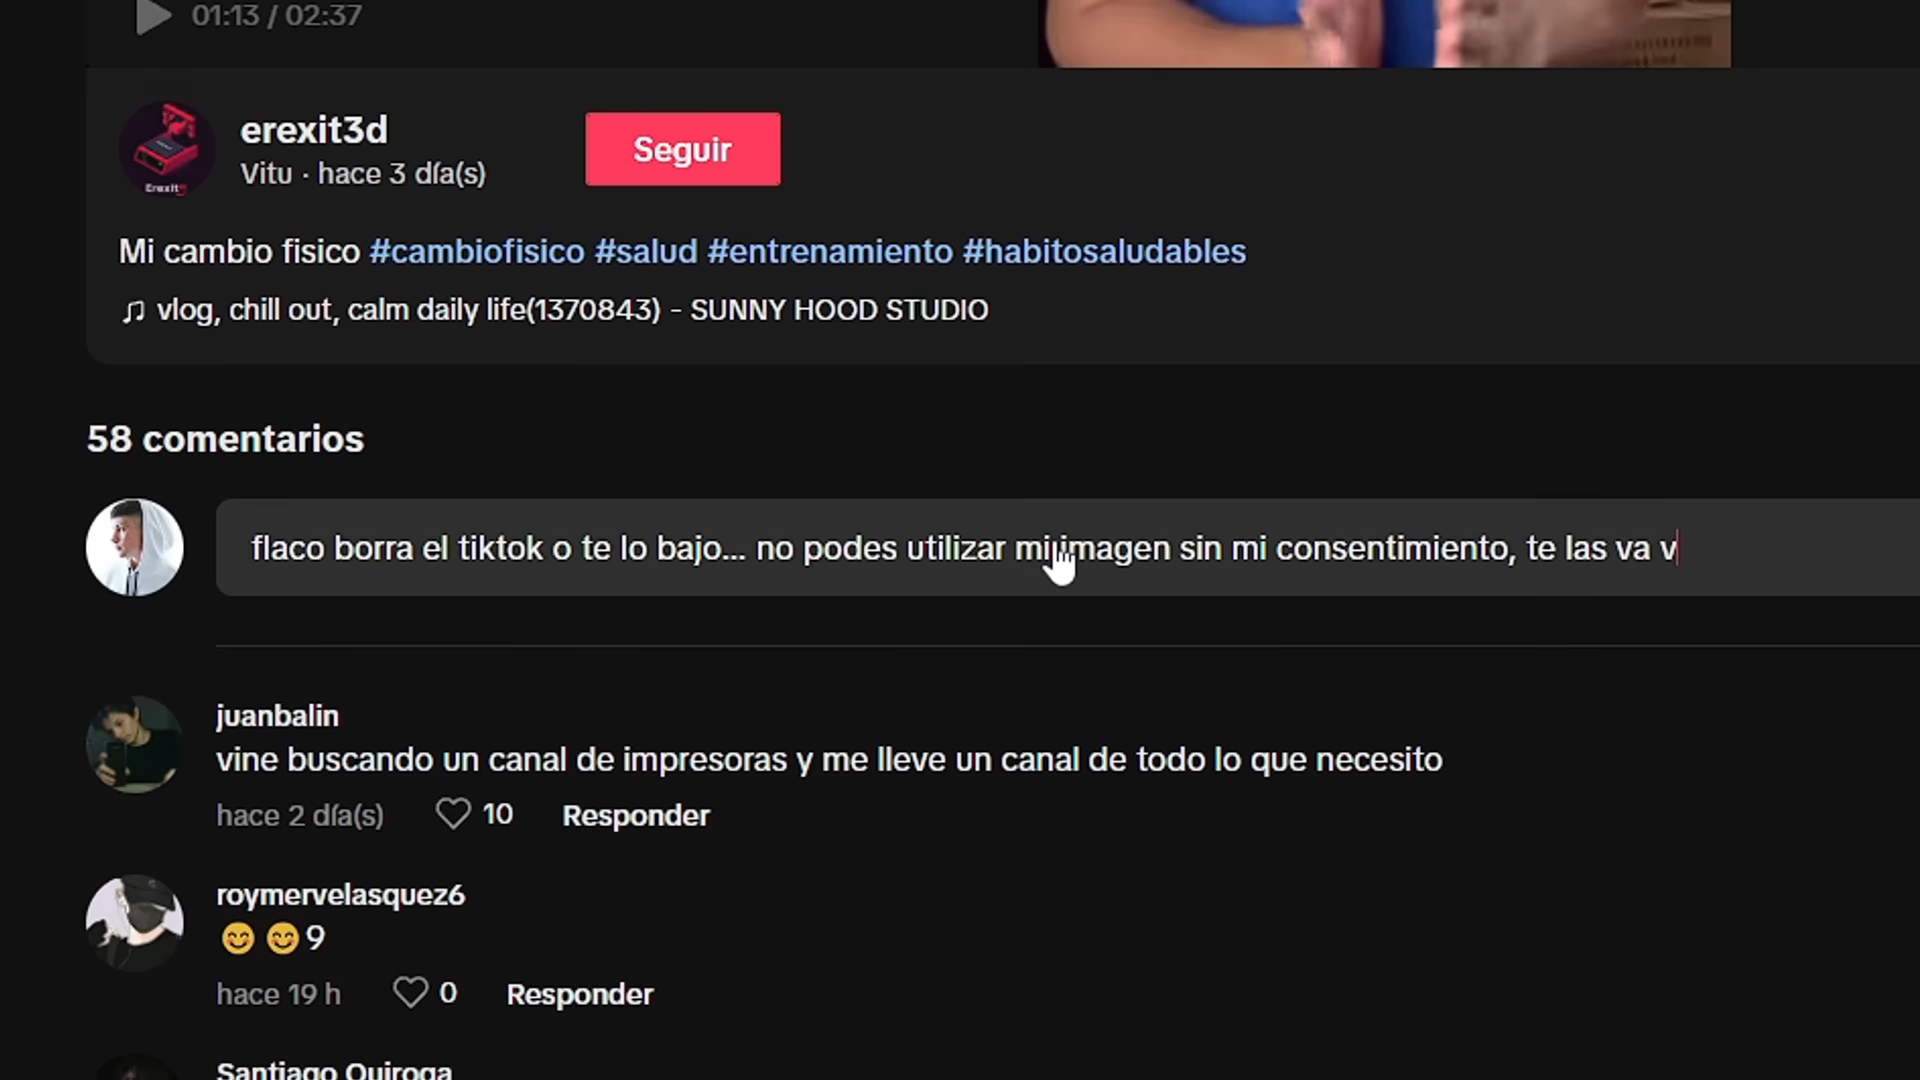 01:13 / 02:37
erexit3d
Vitu · hace 3 día(s)
Seguir
Erexit
Mi cambio fisico #cambiofisico #salud #entrenamiento #habitosaludables
♫ vlog, chill out, calm daily life(1370843) - SUNNY HOOD STUDIO
58 comentarios
flaco borra el tiktok o te lo bajo... no podes utilizar mi imagen sin mi consentimiento, te las va v
juanbalin
vine buscando un canal de impresoras y me lleve un canal de todo lo que necesito
hace 2 día(s) 10 Responder
roymervelasquez6
😊 😊 9
hace 19 h 0 Responder
Santiago Quiroga